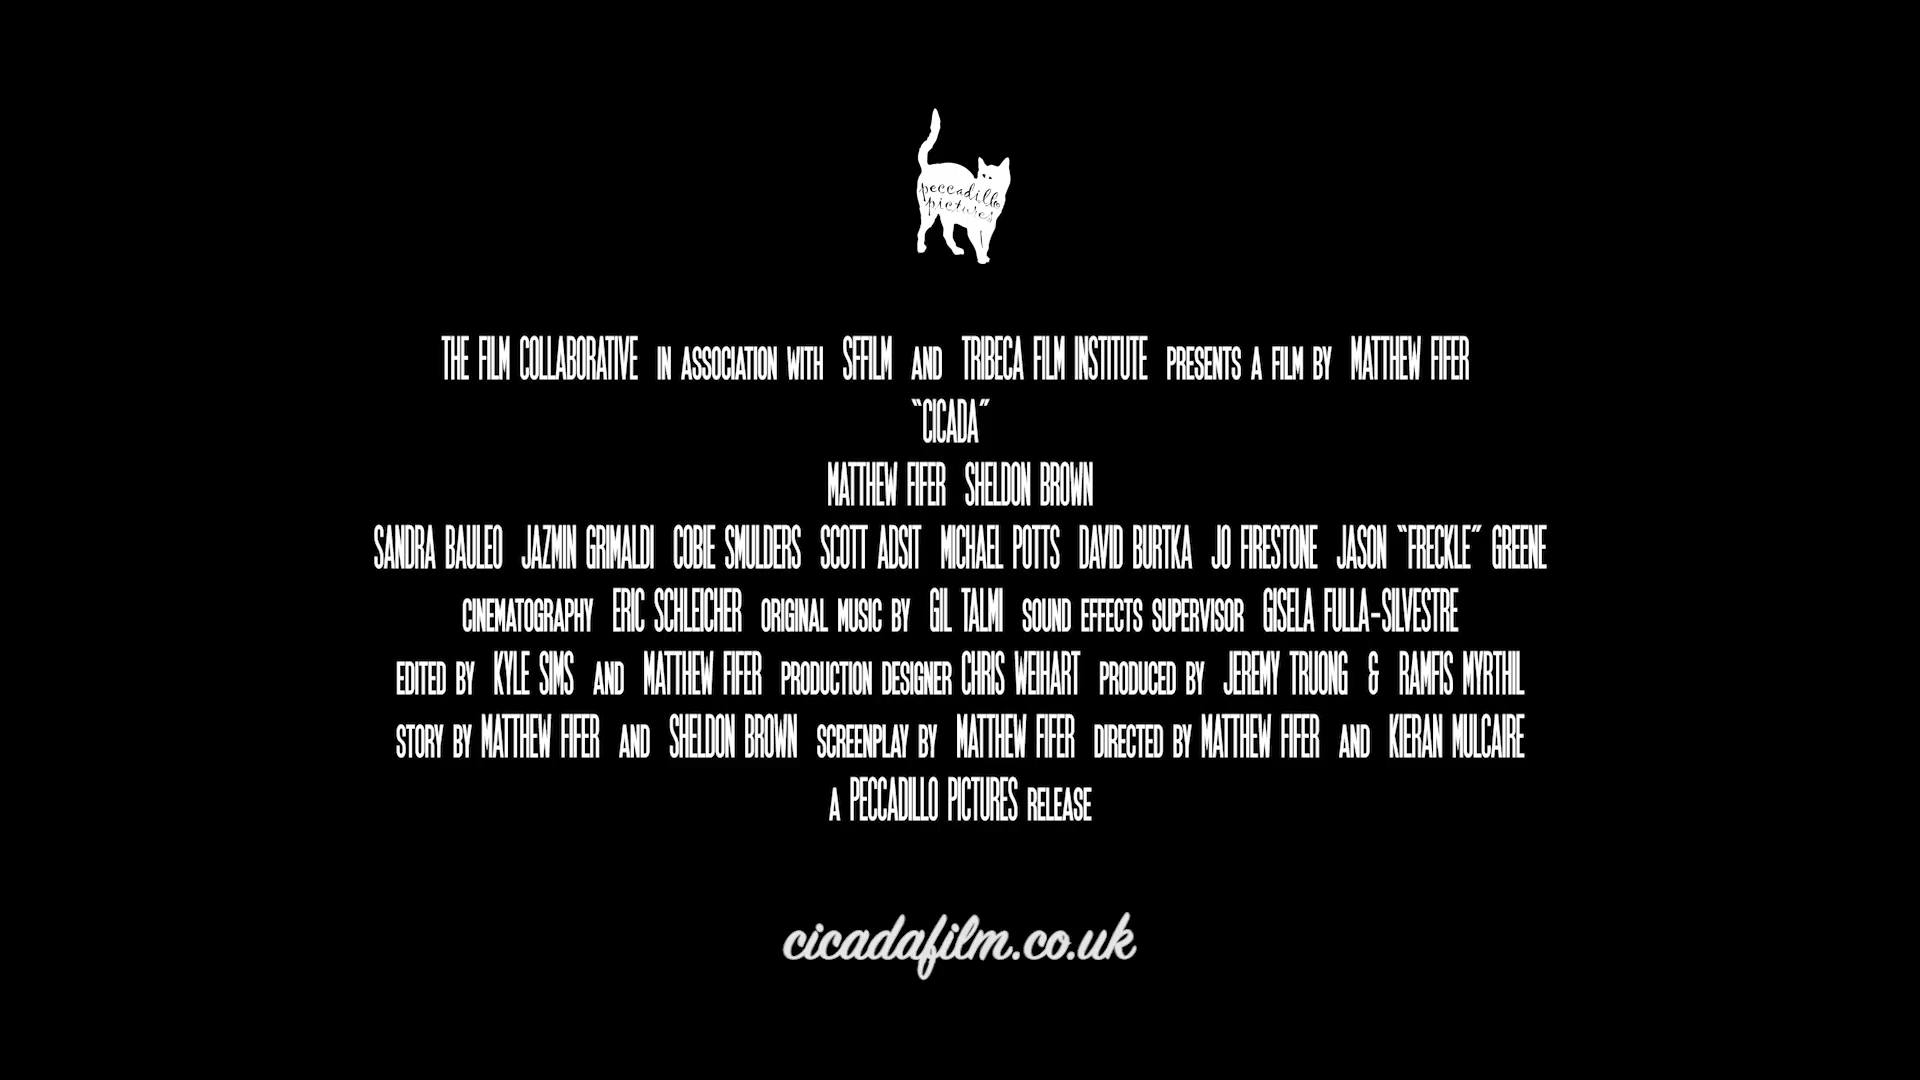 peccadillo
pictures
THE FILM COLLABORATIVE IN ASSOCIATION WITH SFFILM AND TRIBECA FILM INSTITUTE PRESENTS A FILM BY MATTHEW FIFER
“CICADA”
MATTHEW FIFER SHELDON BROWN
SANDRA BAULEO JAZMIN GRIMALDI COBIE SMULDERS SCOTT ADSIT MICHAEL POTTS DAVID BURTKA JO FIRESTONE JASON “FRECKLE” GREENE
CINEMATOGRAPHY ERIC SCHLEICHER ORIGINAL MUSIC BY GIL TALMI SOUND EFFECTS SUPERVISOR GISELA FULLA-SILVESTRE
EDITED BY KYLE SIMS AND MATTHEW FIFER PRODUCTION DESIGNER CHRIS WEIHART PRODUCED BY JEREMY TRUONG & RAMFIS MYRTHIL
STORY BY MATTHEW FIFER AND SHELDON BROWN SCREENPLAY BY MATTHEW FIFER DIRECTED BY MATTHEW FIFER AND KIERAN MULCAIRE
A PECCADILLO PICTURES RELEASE
cicadafilm.co.uk